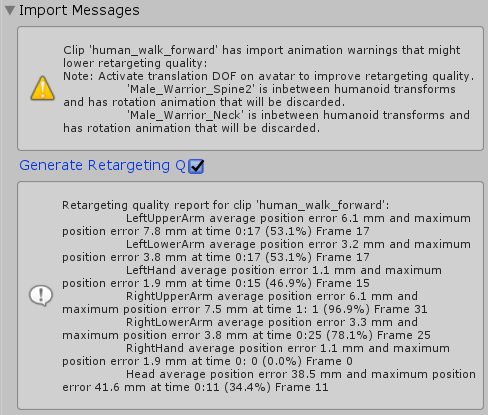 Import Messages
Clip 'human_walk_forward' has import animation warnings that might
lower retargeting quality:
Note: Activate translation DOF on avatar to improve retargeting quality.
'Male_Warrior_Spine2' is inbetween humanoid transforms
and has rotation animation that will be discarded.
'Male_Warrior_Neck' is inbetween humanoid transforms and
has rotation animation that will be discarded.
Generate Retargeting Q
Retargeting quality report for clip 'human_walk_forward':
LeftUpperArm average position error 6.1 mm and maximum
position error 7.8 mm at time 0:17 (53.1%) Frame 17
LeftLowerArm average position error 3.2 mm and maximum
position error 3.8 mm at time 0:17 (53.1%) Frame 17
LeftHand average position error 1.1 mm and maximum
position error 1.9 mm at time 0:15 (46.9%) Frame 15
RightUpperArm average position error 6.1 mm and
maximum position error 7.5 mm at time 1: 1 (96.9%) Frame 31
RightLowerArm average position error 3.3 mm and
maximum position error 3.8 mm at time 0:25 (78.1%) Frame 25
RightHand average position error 1.1 mm and maximum
position error 1.9 mm at time 0: 0 (0.0%) Frame 0
Head average position error 38.5 mm and maximum position
error 41.6 mm at time 0:11 (34.4%) Frame 11